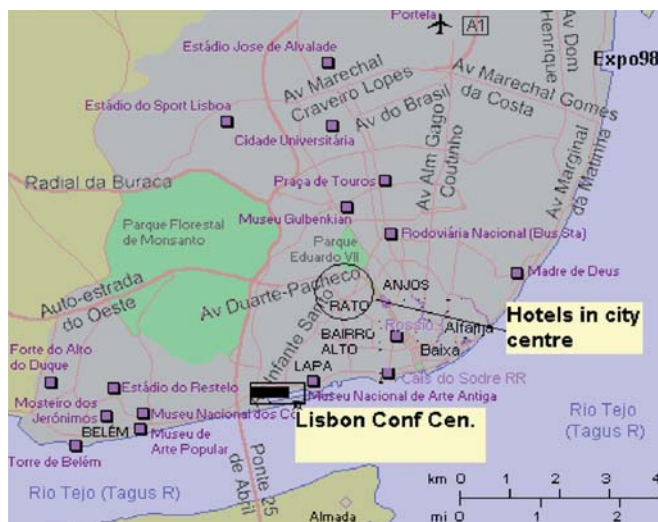 Portela
A1
Estádio Jose de Alvalade
Av Marechal
Craveiro Lopes
Av Dom
Henrique
Expo98
Av Marechal Gomes
da Costa
Estádio do Sport Lisboa
Av do Brasil
Cidade Universitária
Av Alm Gago
Coutinho
Av Marginal
da Matinha
Radial da Buraca
Praça de Touros
Museu Gulbenkian
Parque Florestal
de Monsanto
Parque
Eduardo VII
Rodoviária Nacional (Bus Sta)
Madre de Deus
Auto-estrada
do Oeste
Av Duarte-Pacheco
ANJOS
RATO
Hotels in city
centre
Infante Santo
Rossio
Alfama
BAIRRO
ALTO
Baixa
Forte do Alto
do Duque
LAPA
Cais do Sodre RR
Estádio do Restelo
Museu Nacional de Arte Antiga
Mosteiro dos
Jerónimos
Museu Nacional dos Co
Lisbon Conf Cen.
BELÉM
Museu de
Arte Popular
Torre de Belém
Rio Tejo
(Tagus R)
Ponte 25
de Abril
Rio Tejo (Tagus R)
Almada
km 0 1 2 3 4
mi 0 1 2